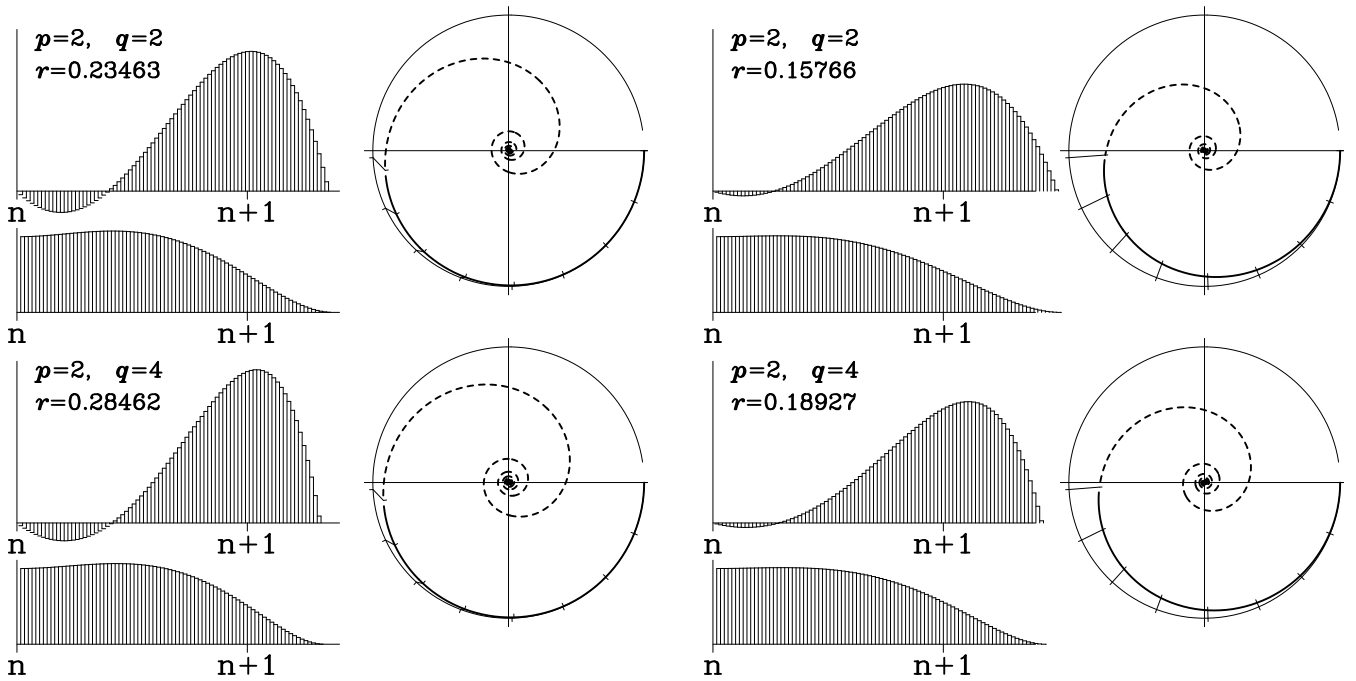 p=2, q=2
r=0.23463
n n+1
n n+1
p=2, q=2
r=0.15766
n n+1
n n+1
p=2, q=4
r=0.28462
n n+1
n n+1
p=2, q=4
r=0.18927
n n+1
n n+1